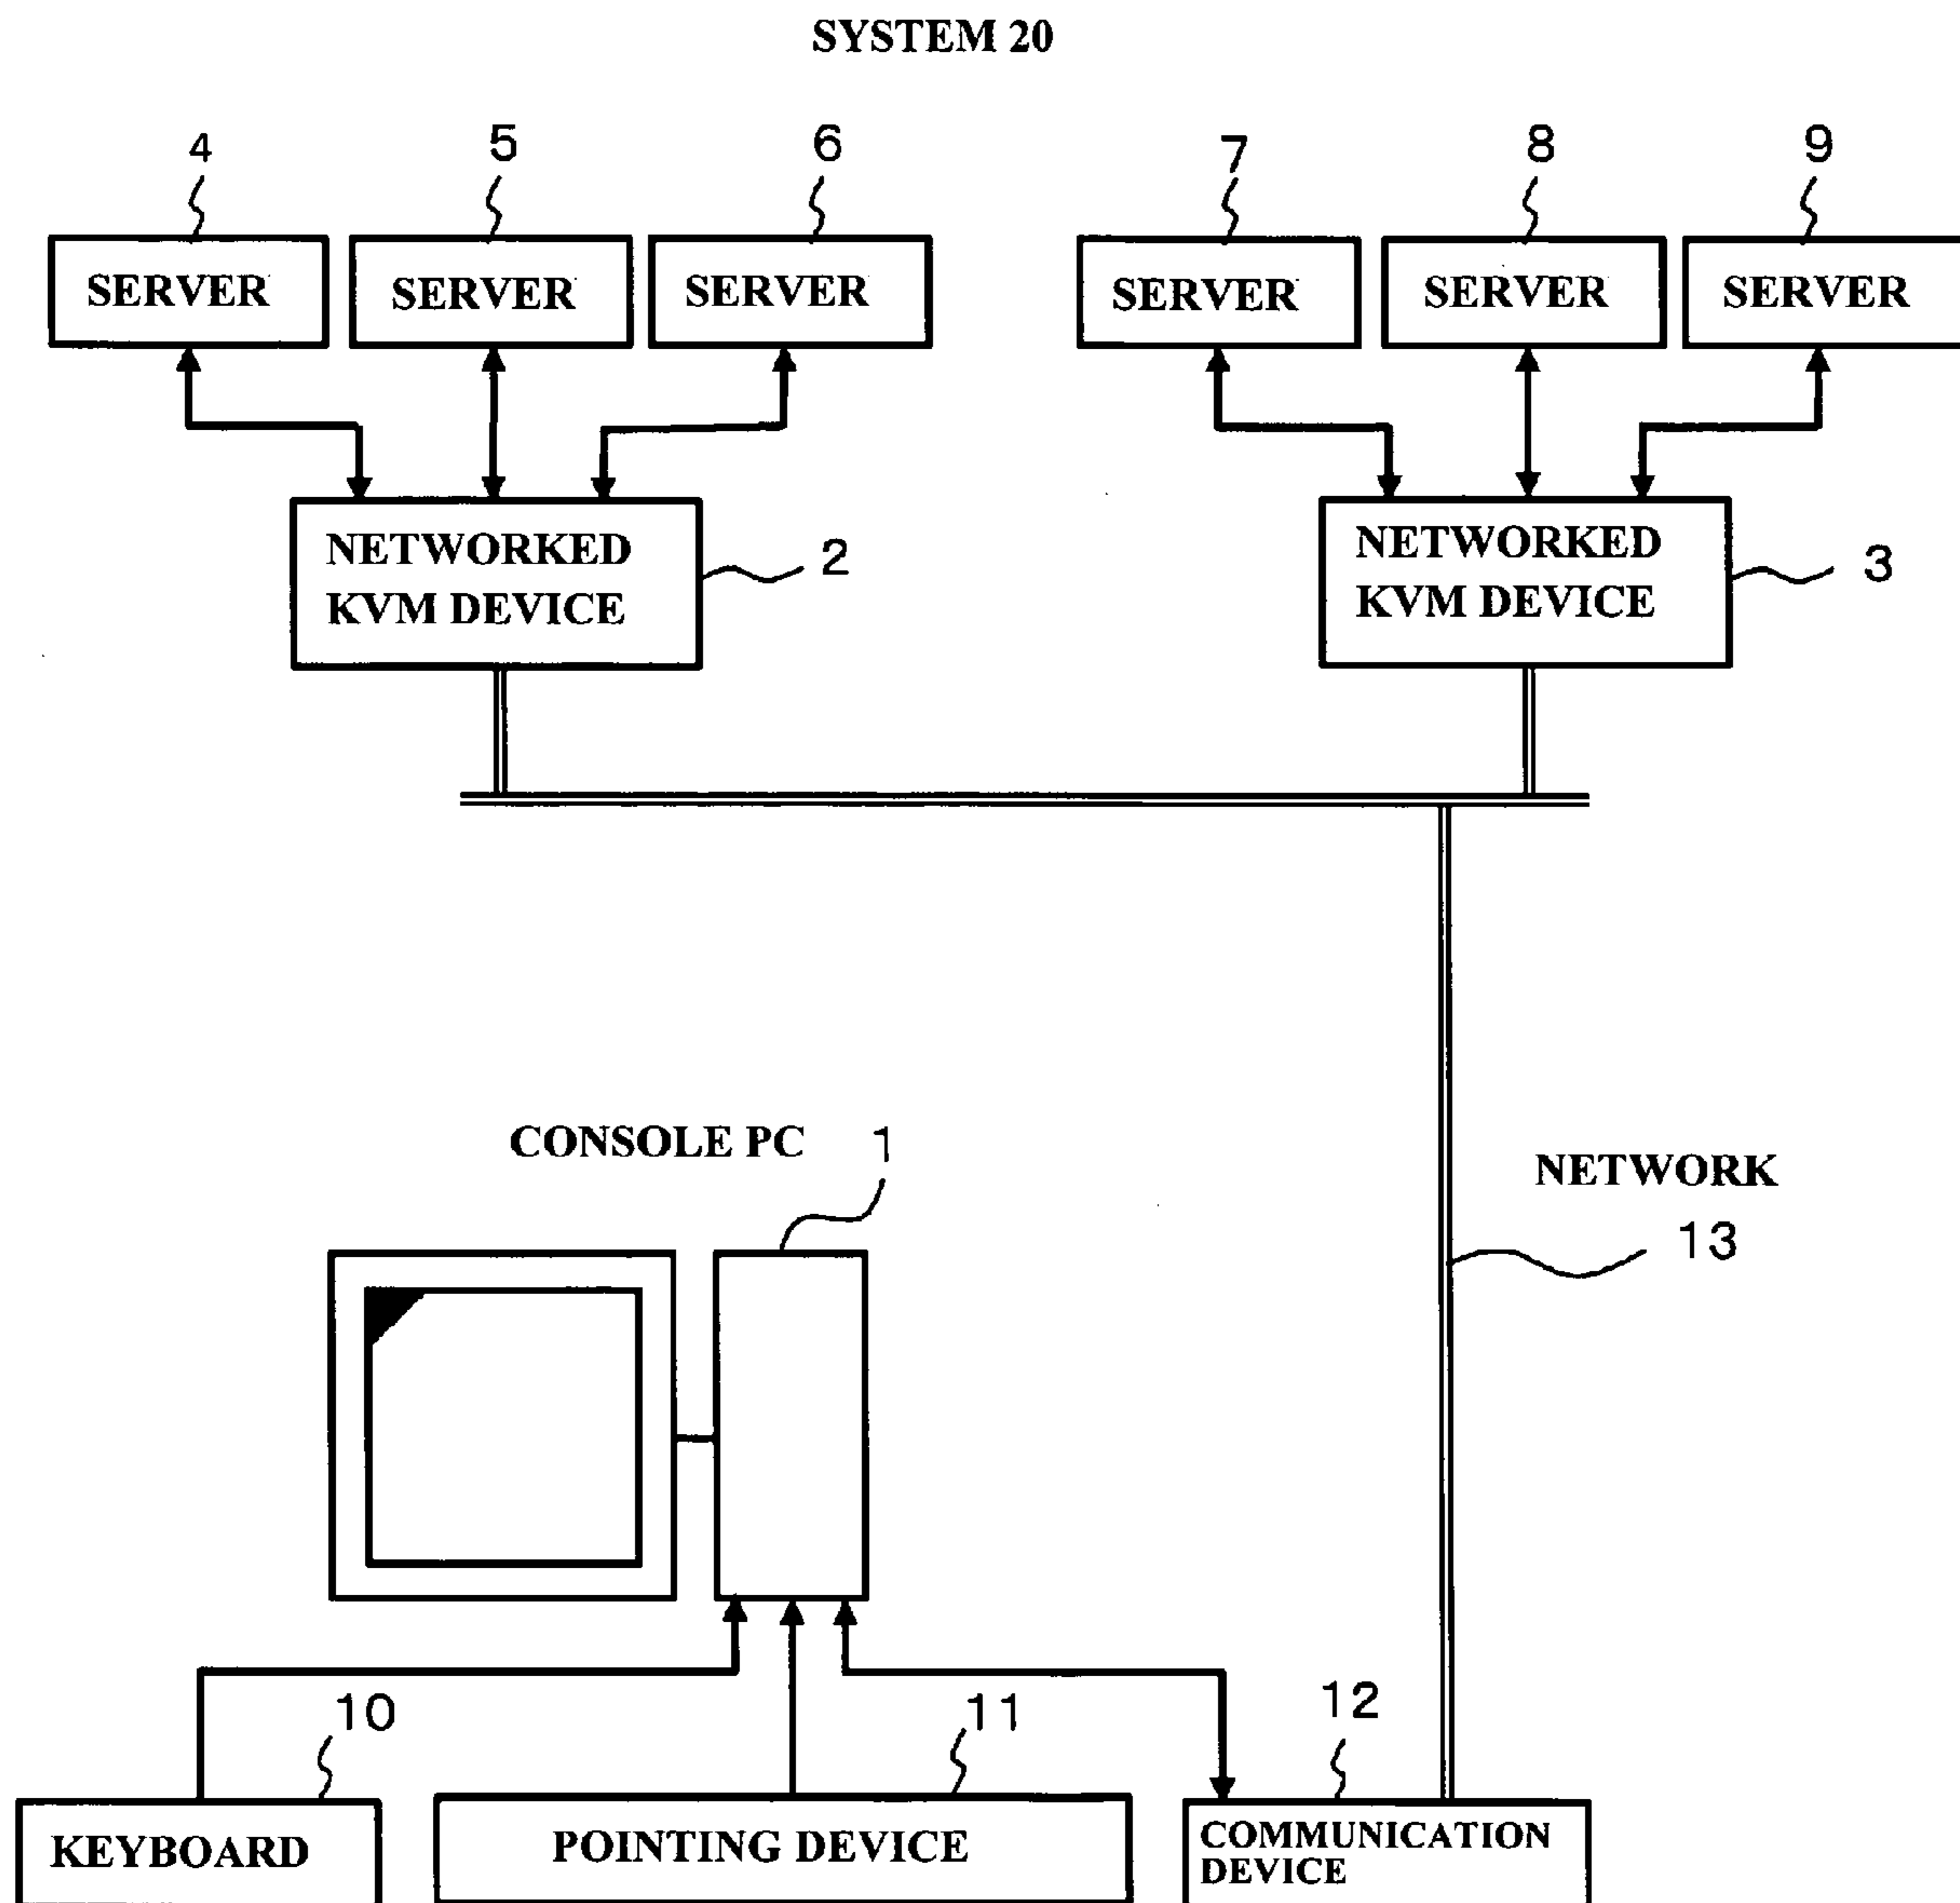 SYSTEM 20
4 5 6 7 8 9
SERVER SERVER SERVER SERVER SERVER SERVER
NETWORKED
KVM DEVICE
2
NETWORKED
KVM DEVICE
3
CONSOLE PC
1
NETWORK
13
10 11 12
KEYBOARD
POINTING DEVICE
COMMUNICATION
DEVICE